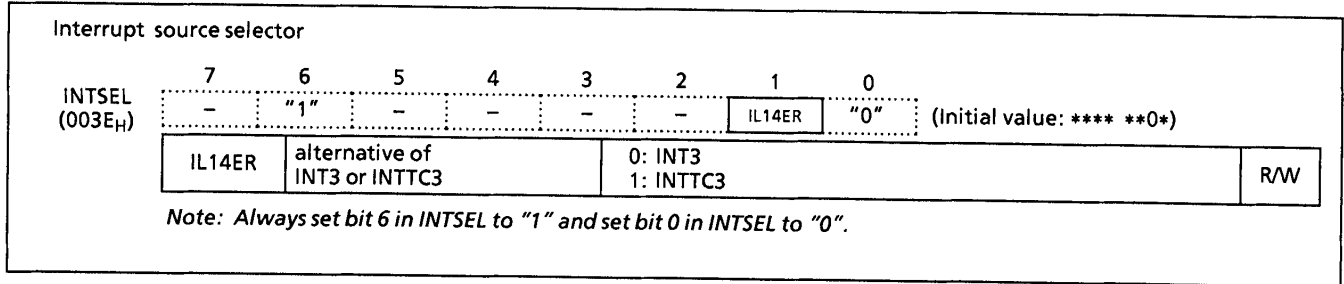 Interrupt source selector
7 6 5 4 3 2 1 0
INTSEL
(003EH)
– "1" – – – – IL14ER "0" (Initial value: **** **0*)
IL14ER
alternative of
INT3 or INTTC3
0: INT3
1: INTTC3
R/W
Note: Always set bit 6 in INTSEL to "1" and set bit 0 in INTSEL to "0".